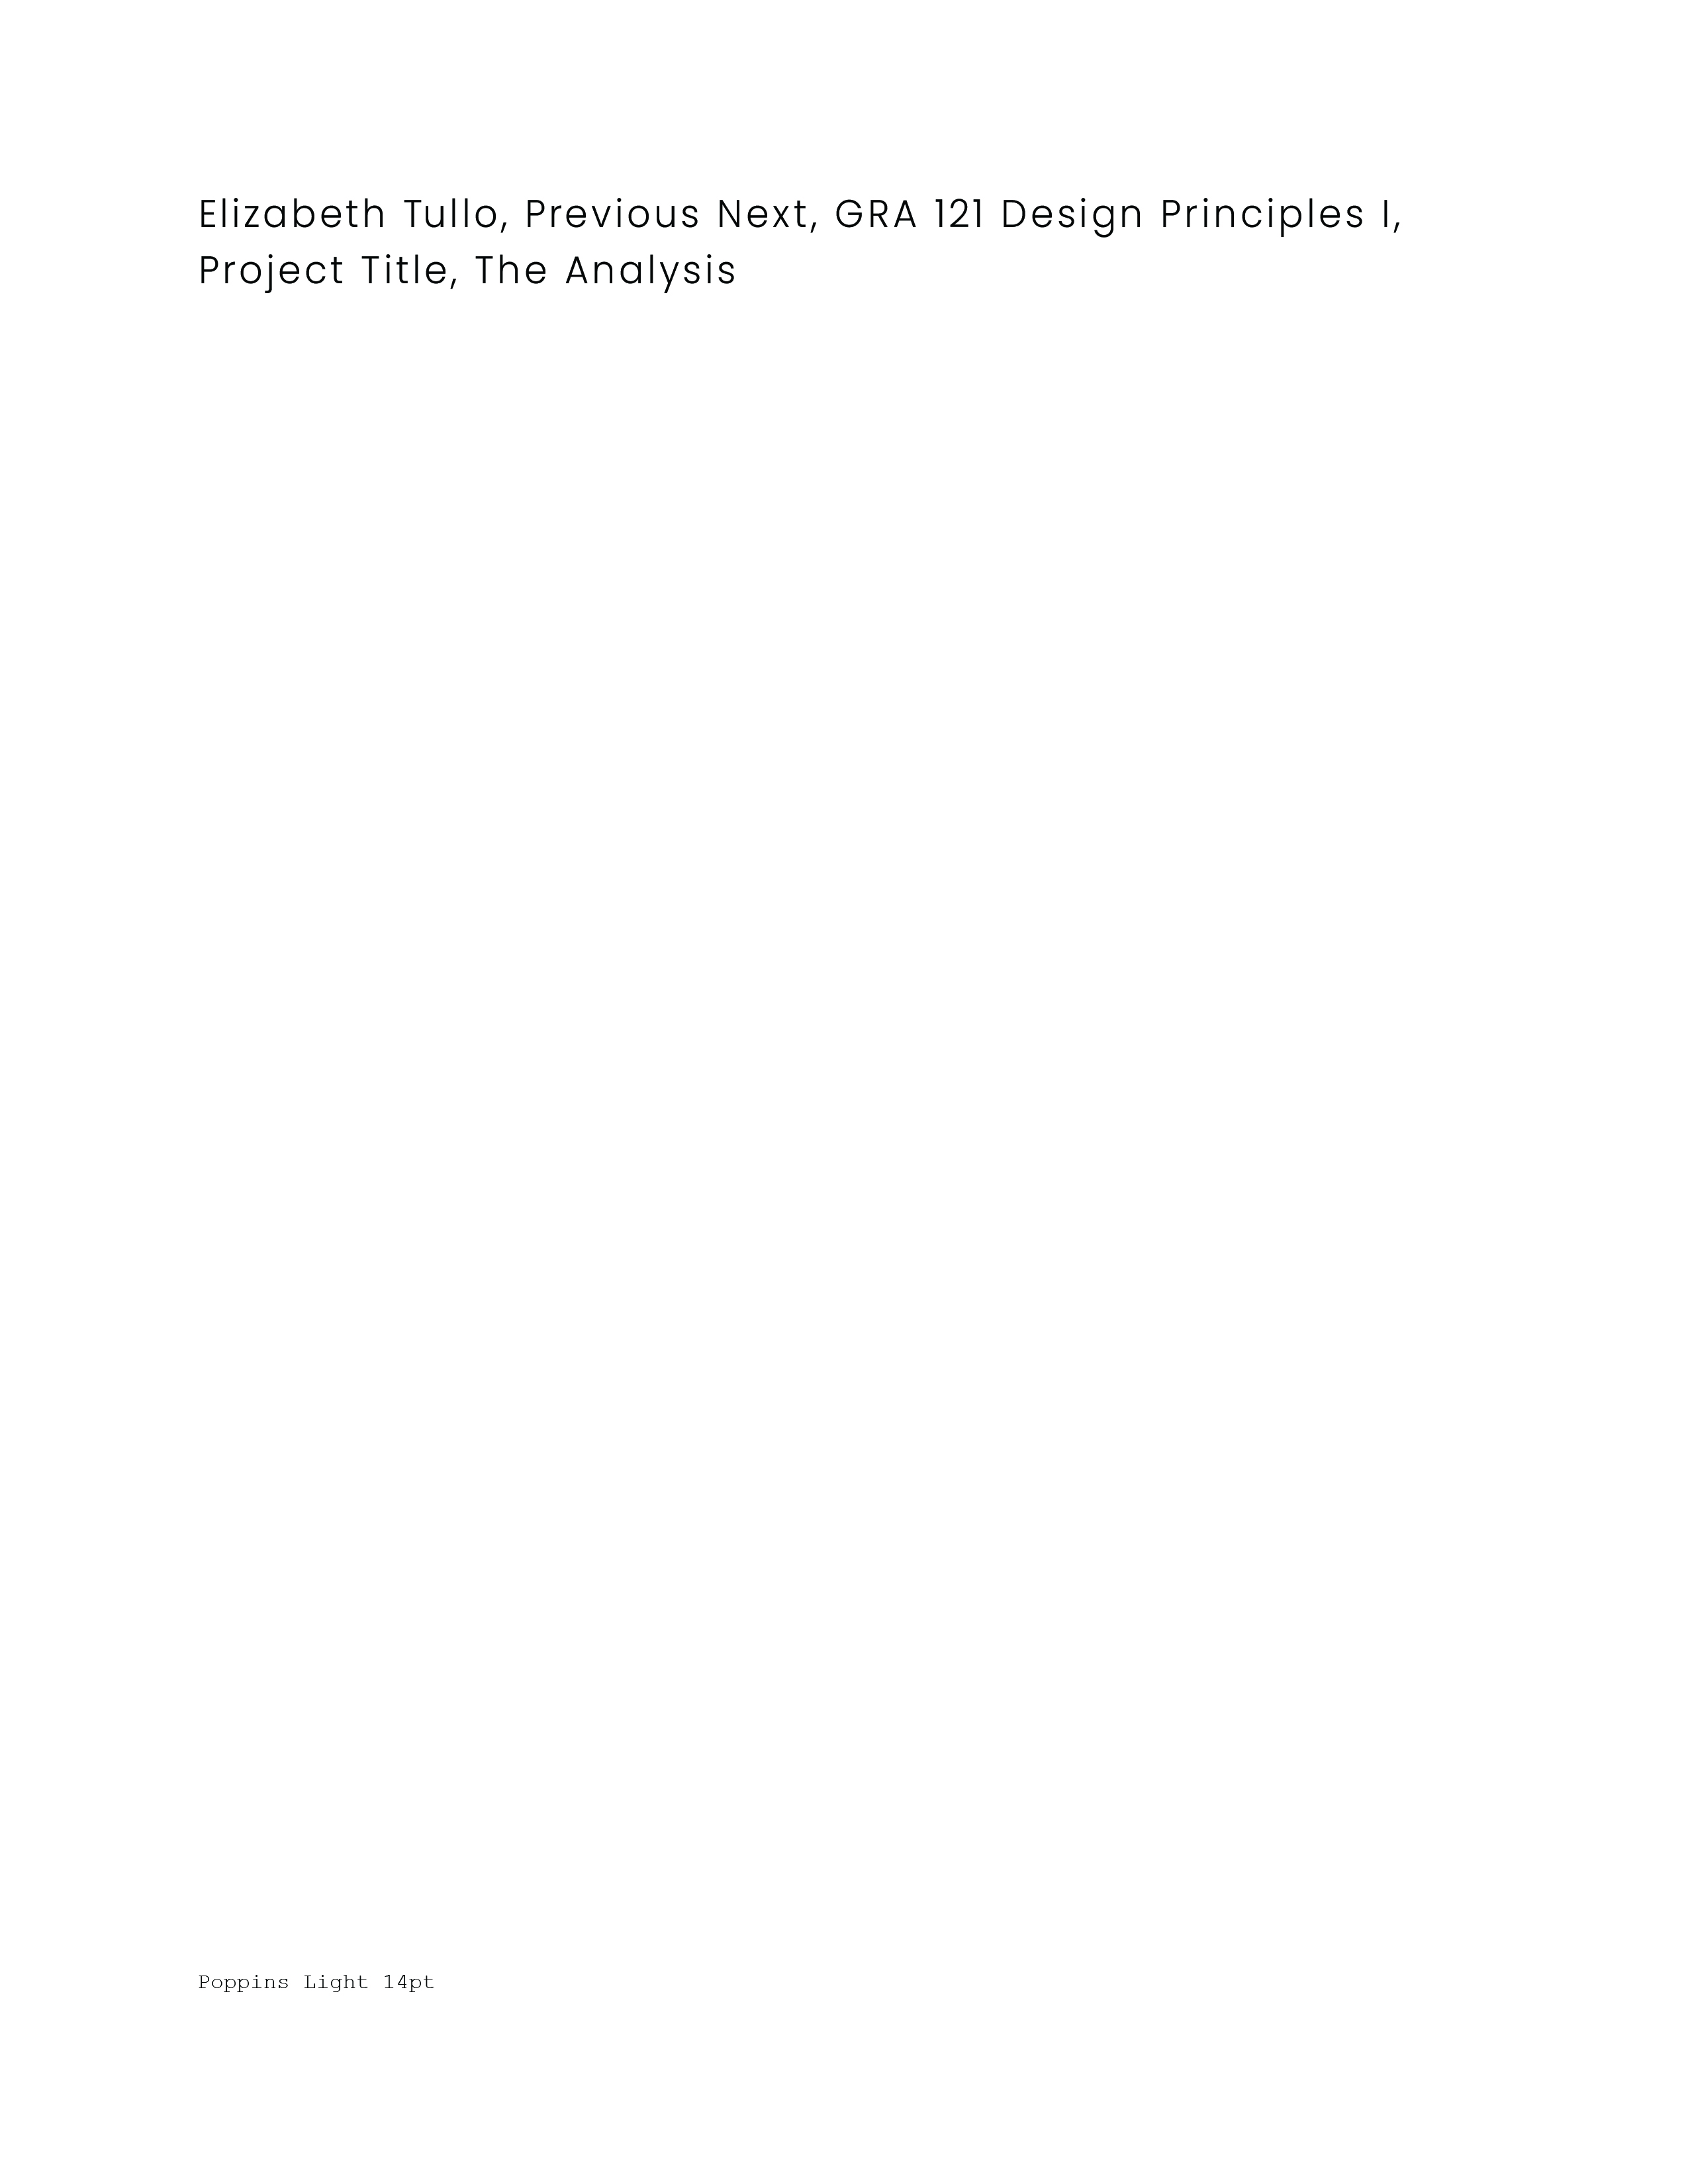 Elizabeth Tullo, Previous Next, GRA 121 Design Principles I,
Project Title, The Analysis
Poppins Light 14pt